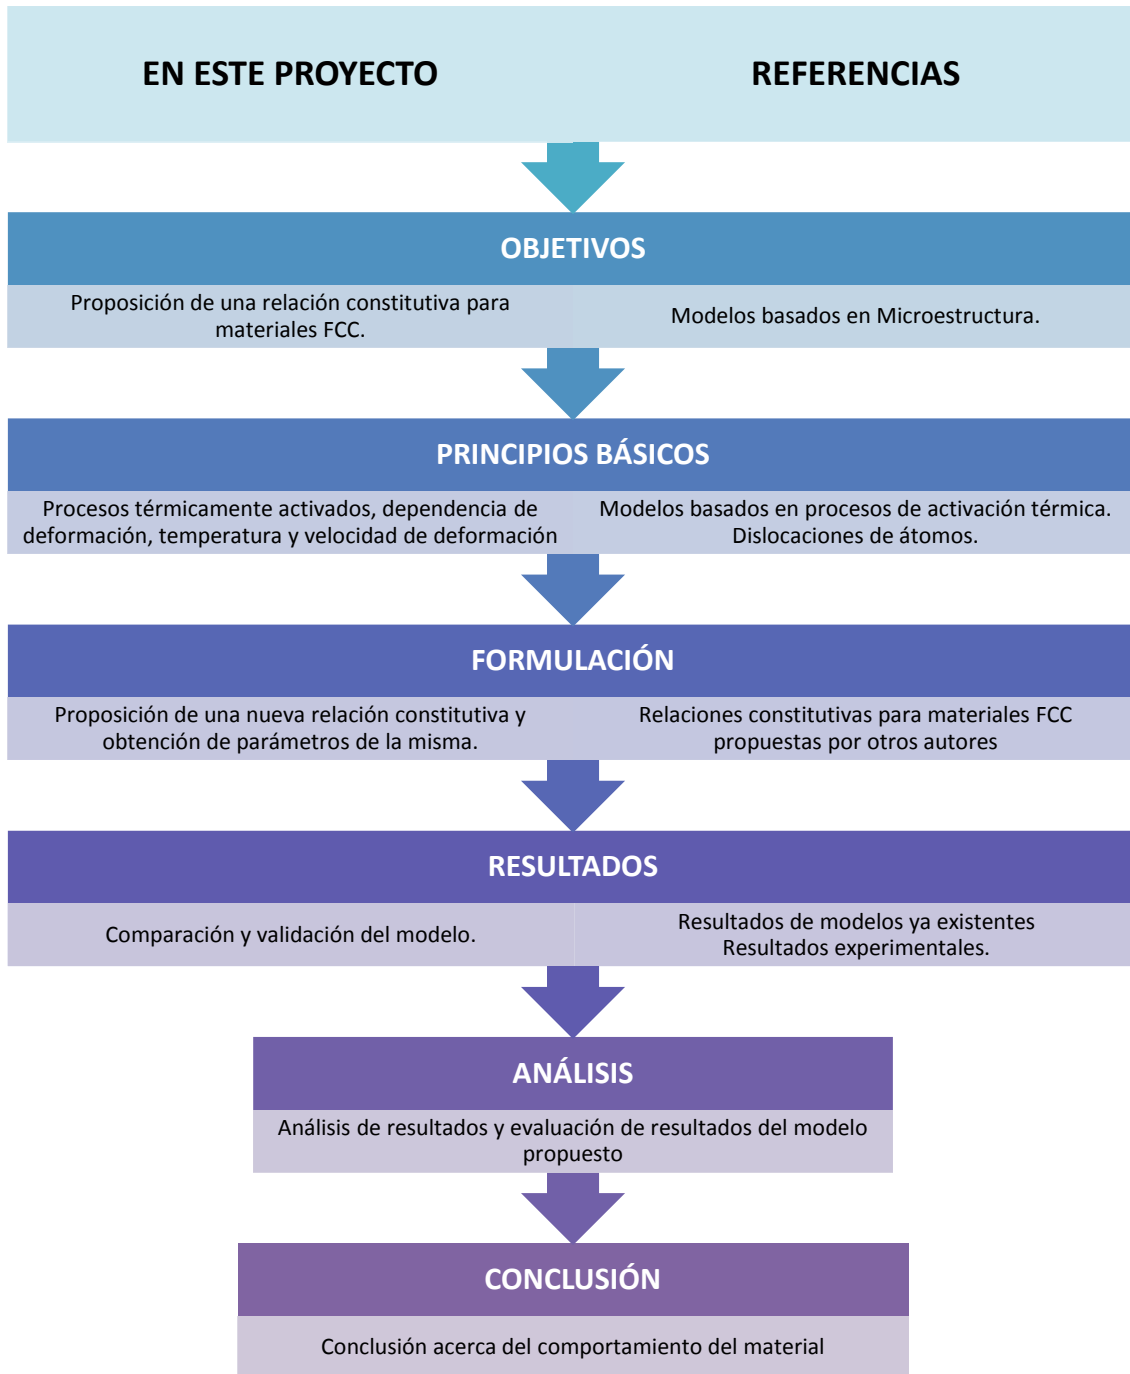 EN ESTE PROYECTO
REFERENCIAS
OBJETIVOS
Proposición de una relación constitutiva para
materiales FCC.
Modelos basados en Microestructura.
PRINCIPIOS BÁSICOS
Procesos térmicamente activados, dependencia de
deformación, temperatura y velocidad de deformación
Modelos basados en procesos de activación térmica.
Dislocaciones de átomos.
FORMULACIÓN
Proposición de una nueva relación constitutiva y
obtención de parámetros de la misma.
Relaciones constitutivas para materiales FCC
propuestas por otros autores
RESULTADOS
Comparación y validación del modelo.
Resultados de modelos ya existentes
Resultados experimentales.
ANÁLISIS
Análisis de resultados y evaluación de resultados del modelo
propuesto
CONCLUSIÓN
Conclusión acerca del comportamiento del material